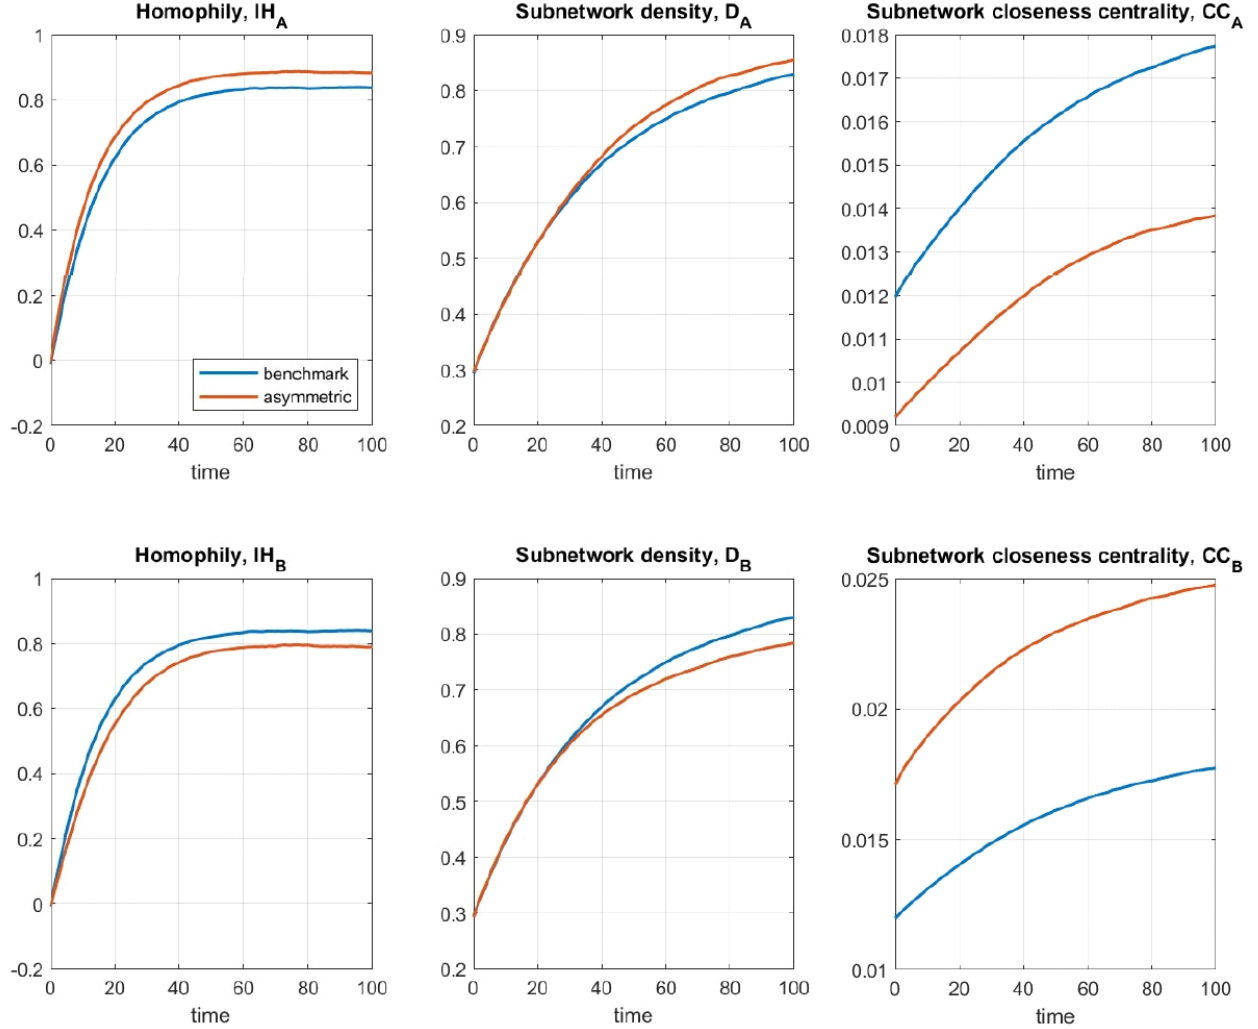 Homophily, IH_A
Subnetwork density, D_A
Subnetwork closeness centrality, CC_A
1
0.8
0.6
0.4
0.2
0
-0.2
0 20 40 60 80 100
time
benchmark
asymmetric
0.9
0.8
0.7
0.6
0.5
0.4
0.3
0.2
0 20 40 60 80 100
time
0.018
0.017
0.016
0.015
0.014
0.013
0.012
0.011
0.01
0.009
0 20 40 60 80 100
time
Homophily, IH_B
Subnetwork density, D_B
Subnetwork closeness centrality, CC_B
1
0.8
0.6
0.4
0.2
0
-0.2
0 20 40 60 80 100
time
0.9
0.8
0.7
0.6
0.5
0.4
0.3
0.2
0 20 40 60 80 100
time
0.025
0.02
0.015
0.01
0 20 40 60 80 100
time